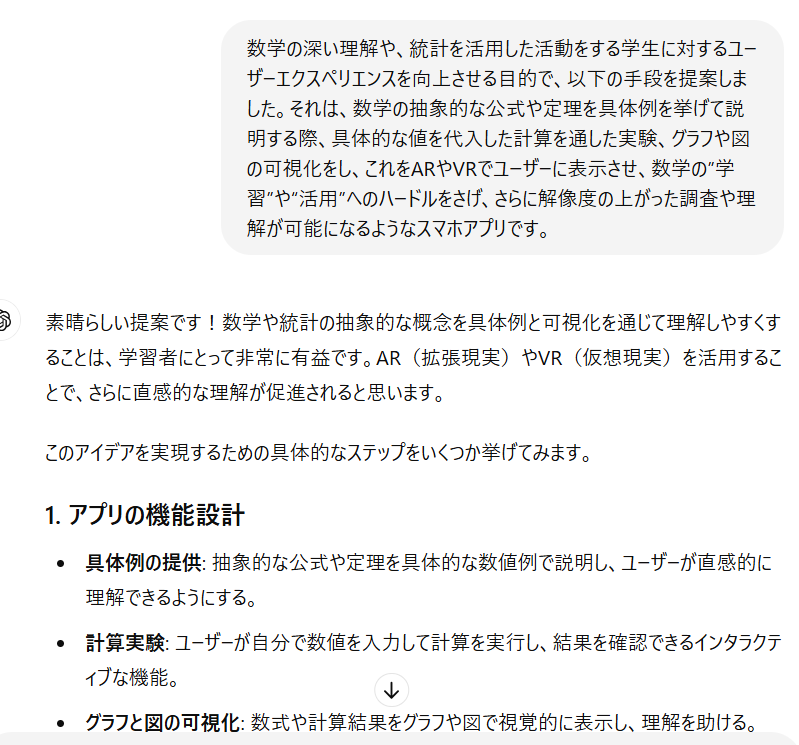 数学の深い理解や、統計を活用した活動をする学生に対するユー
ザーエクスペリエンスを向上させる目的で、以下の手段を提案しま
した。それは、数学の抽象的な公式や定理を具体例を挙げて説
明する際、具体的な値を代入した計算を通した実験、グラフや図
の可視化をし、これをARやVRでユーザーに表示させ、数学の”学
習”や“活用”へのハードルをさげ、さらに解像度の上がった調査や理
解が可能になるようなスマホアプリです。
素晴らしい提案です！数学や統計の抽象的な概念を具体例と可視化を通じて理解しやすくす
ることは、学習者にとって非常に有益です。AR（拡張現実）やVR（仮想現実）を活用するこ
とで、さらに直感的な理解が促進されると思います。
このアイデアを実現するための具体的なステップをいくつか挙げてみます。
1. アプリの機能設計
• 具体例の提供: 抽象的な公式や定理を具体的な数値例で説明し、ユーザーが直感的に
理解できるようにする。
• 計算実験: ユーザーが自分で数値を入力して計算を実行し、結果を確認できるインタラクテ
ィブな機能。
• グラフと図の可視化: 数式や計算結果をグラフや図で視覚的に表示し、理解を助ける。